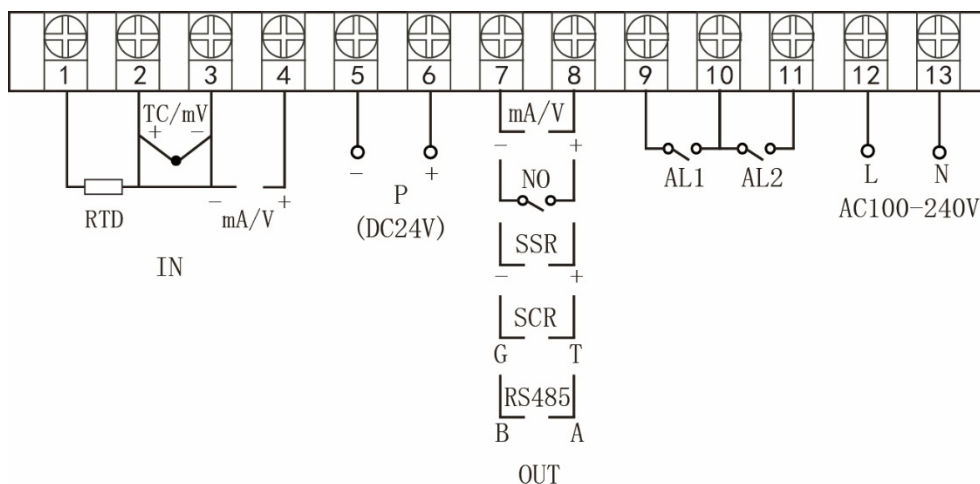 1 2 3 4 5 6 7 8 9 10 11 12 13
TC/mV
+ -
RTD
- mA/V +
IN
- +
P
(DC24V)
mA/V
- +
NO
SSR
- +
SCR
G T
RS485
B A
OUT
AL1 AL2
L N
AC100-240V